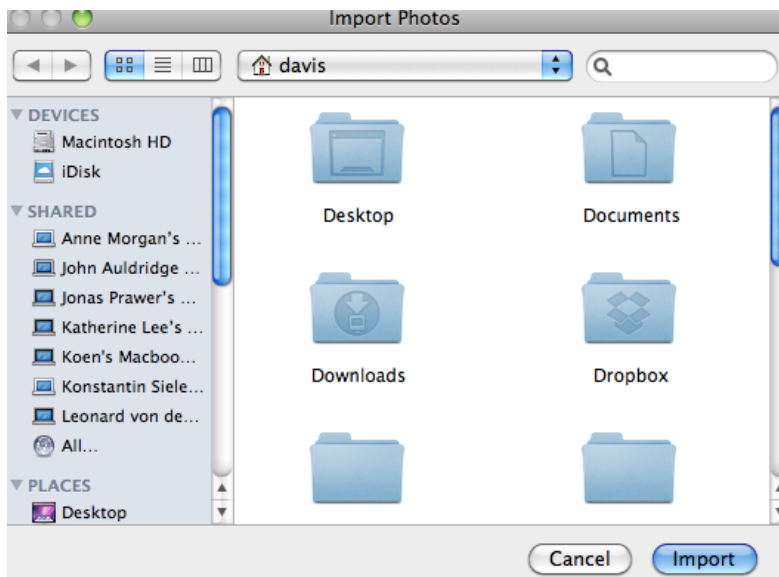 Import Photos
davis
DEVICES
Macintosh HD
iDisk
SHARED
Anne Morgan's ...
John Auldridge ...
Jonas Prawer's ...
Katherine Lee's ...
Koen's Macboo...
Konstantin Siele...
Leonard von de...
All...
PLACES
Desktop
Desktop
Documents
Downloads
Dropbox
Cancel
Import